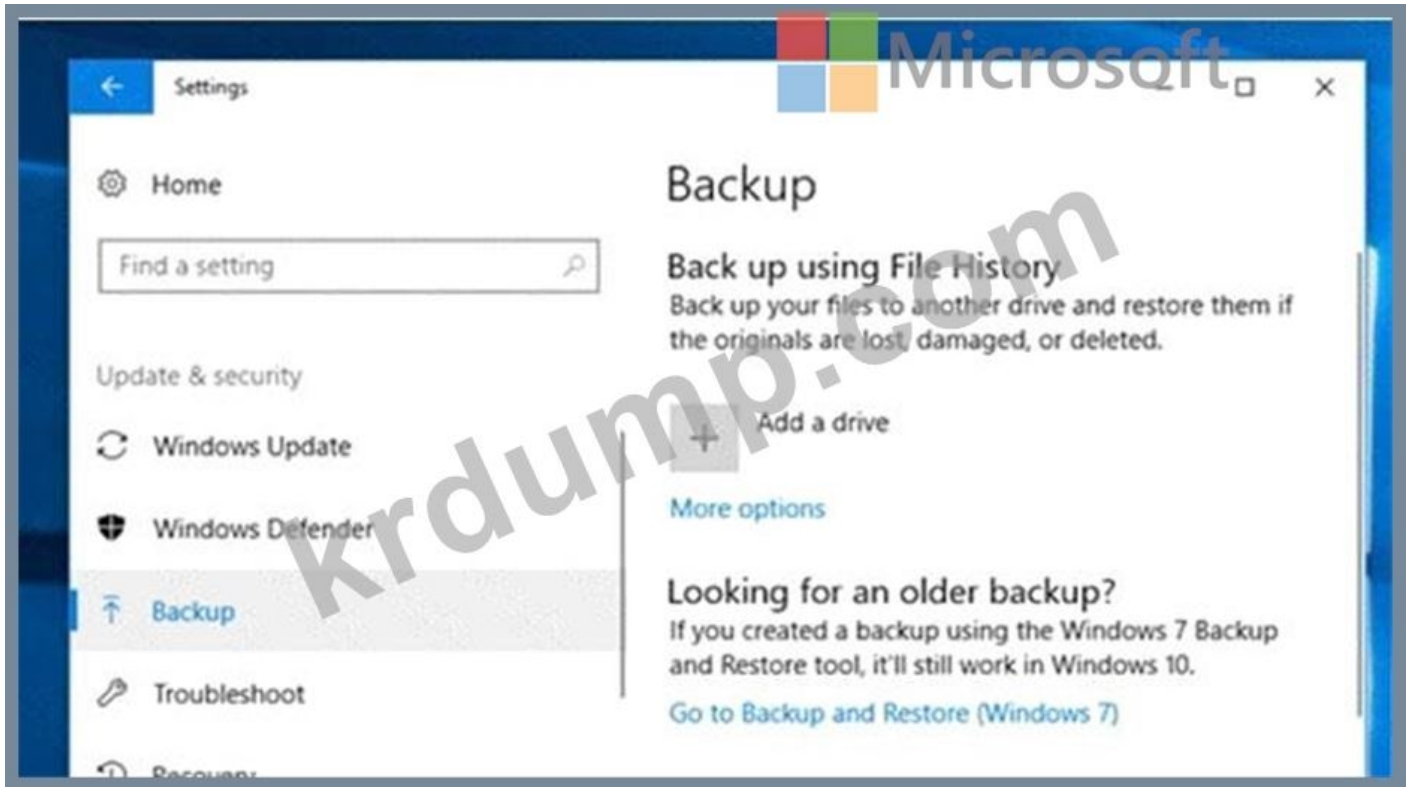 Microsoft
Settings
Home
Find a setting
Update & security
Windows Update
Windows Defender
Backup
Troubleshoot
Recovery
Backup
Back up using File History
Back up your files to another drive and restore them if
the originals are lost, damaged, or deleted.
Add a drive
More options
Looking for an older backup?
If you created a backup using the Windows 7 Backup
and Restore tool, it'll still work in Windows 10.
Go to Backup and Restore (Windows 7)
krdump.com